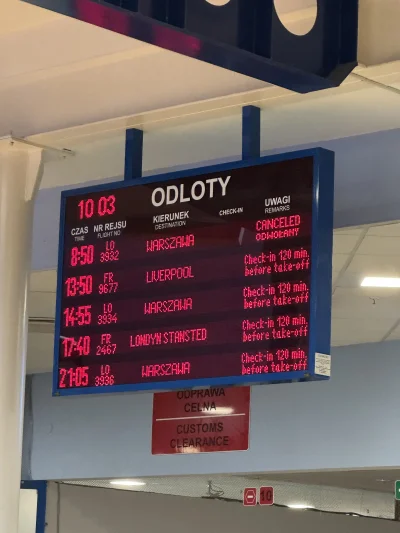 10 03
ODLOTY
CZAS NR REJSU KIERUNEK CHECK-IN UWAGI
TIME FLIGHT NO DESTINATION REMARKS
8:50 LO 3932 WARSZAWA CANCELED ODWOŁANY
13:50 FR 9677 LIVERPOOL Check-in 120 min. before take-off
14:55 LO 3934 WARSZAWA Check-in 120 min. before take-off
17:40 FR 2467 LONDYN STANSTED Check-in 120 min. before take-off
21:05 LO 3936 WARSZAWA Check-in 120 min. before take-off
ODPRAWA
CELNA
CUSTOMS
CLEARANCE
10